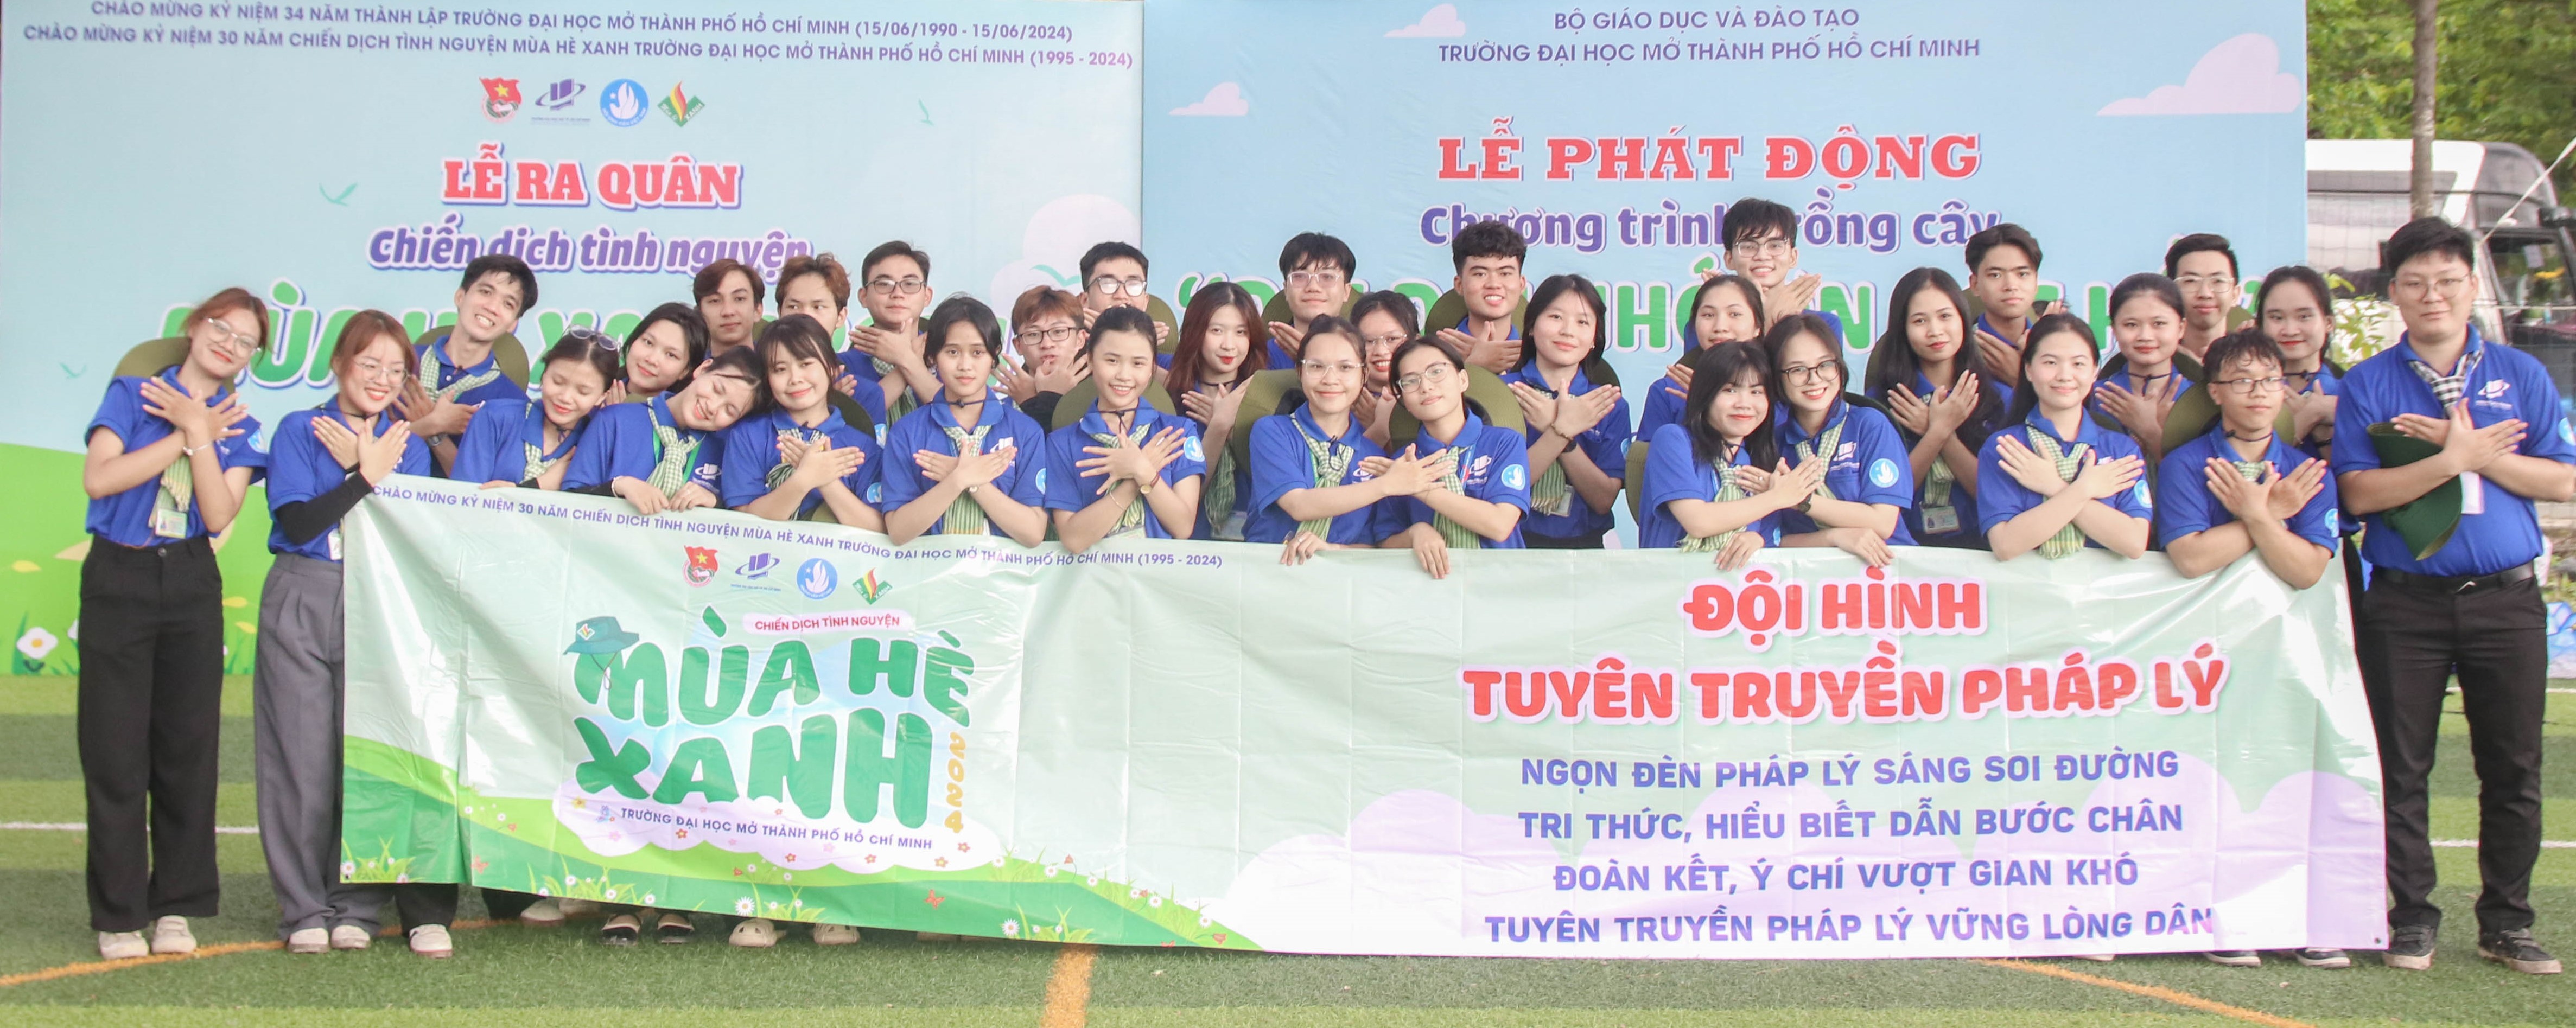 CHÀO MỪNG KỶ NIỆM 34 NĂM THÀNH LẬP TRƯỜNG ĐẠI HỌC MỞ THÀNH PHỐ HỒ CHÍ MINH (15/06/1990 - 15/06/2024)
CHÀO MỪNG KỶ NIỆM 30 NĂM CHIẾN DỊCH TÌNH NGUYỆN MÙA HÈ XANH TRƯỜNG ĐẠI HỌC MỞ THÀNH PHỐ HỒ CHÍ MINH (1995 - 2024)
LỄ RA QUÂN
Chiến dịch tình nguyện
BỘ GIÁO DỤC VÀ ĐÀO TẠO
TRƯỜNG ĐẠI HỌC MỞ THÀNH PHỐ HỒ CHÍ MINH
LỄ PHÁT ĐỘNG
Chương trình trồng cây
CHÀO MỪNG KỶ NIỆM 30 NĂM CHIẾN DỊCH TÌNH NGUYỆN MÙA HÈ XANH TRƯỜNG ĐẠI HỌC MỞ THÀNH PHỐ HỒ CHÍ MINH (1995 - 2024)
CHIẾN DỊCH TÌNH NGUYỆN
MÙA HÈ
XANH
TRƯỜNG ĐẠI HỌC MỞ THÀNH PHỐ HỒ CHÍ MINH
ĐỘI HÌNH
TUYÊN TRUYỀN PHÁP LÝ
NGỌN ĐÈN PHÁP LÝ SÁNG SOI ĐƯỜNG
TRI THỨC, HIỂU BIẾT DẪN BƯỚC CHÂN
ĐOÀN KẾT, Ý CHÍ VƯỢT GIAN KHÓ
TUYÊN TRUYỀN PHÁP LÝ VỮNG LÒNG DÂN